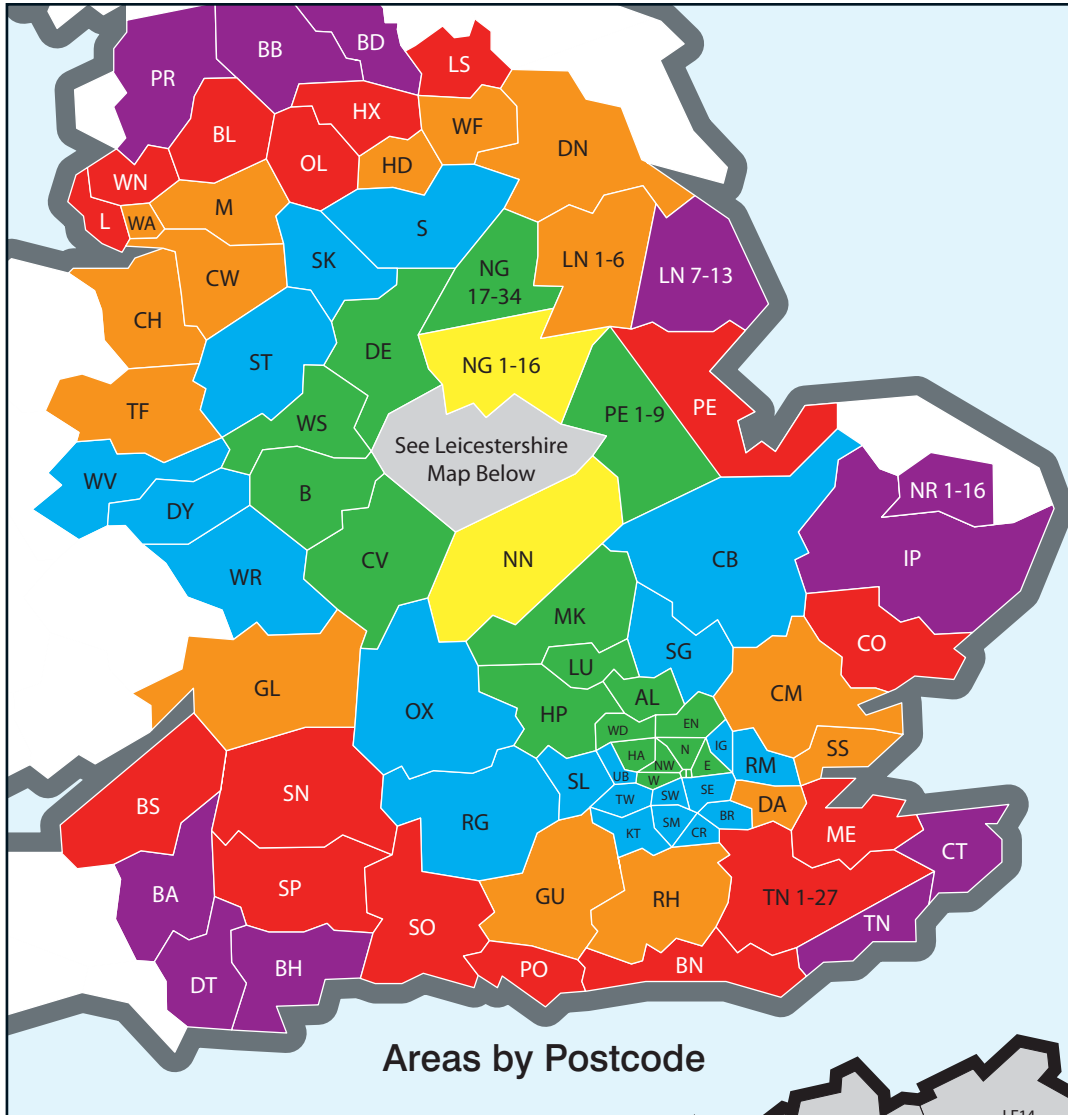 BD
BB
LS
PR
HX
WF
BL
DN
OL
HD
WN
M
L
WA
S
SK
NG
17-34
LN 1-6
LN 7-13
CW
CH
ST
DE
NG 1-16
TF
PE
WS
PE 1-9
See Leicestershire
Map Below
WV
B
DY
NR 1-16
WR
CV
NN
CB
IP
MK
CO
SG
LU
GL
OX
HP
AL
CM
WD
EN
HA
N
IG
NW
E
SS
UB
W
RM
SL
TW
SW
SE
DA
BS
SN
RG
KT
SM
CR
BR
ME
CT
BA
SP
GU
RH
TN 1-27
SO
TN
DT
BH
PO
BN
Areas by Postcode
LE14